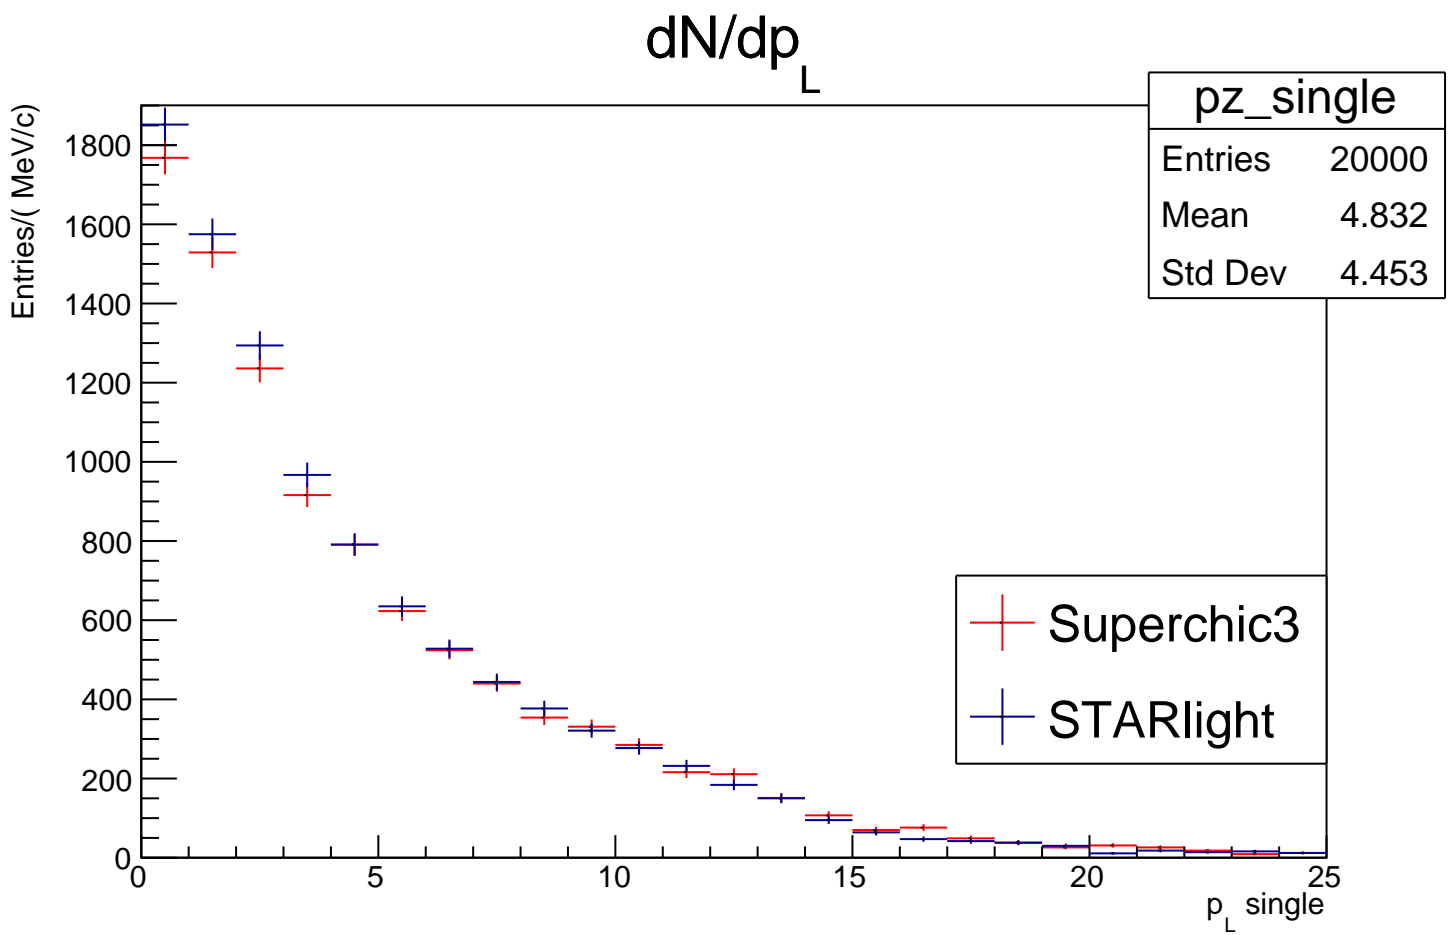 dN/dp_L
pz_single
Entries 20000
Mean 4.832
Std Dev 4.453
Entries/( MeV/c)
1800
1600
1400
1200
1000
800
600
400
200
0
Superchic3
STARlight
0 5 10 15 20 25
p_L single